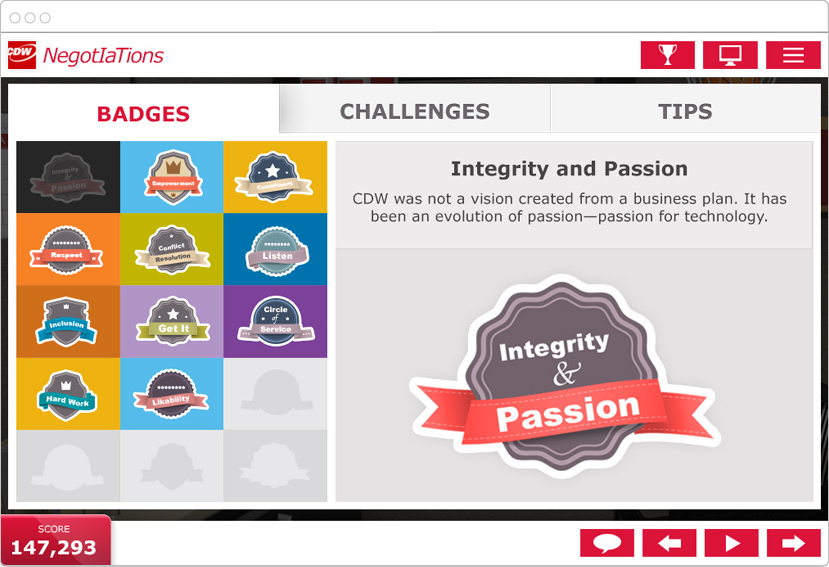 CDW NegotIaTions
BADGES
CHALLENGES
TIPS
Integrity
&
Passion
Empowerment
Commitment
Respect
Conflict
Resolution
Listen
Inclusion
Get It
Circle
of
Service
Hard Work
Likability
Integrity and Passion
CDW was not a vision created from a business plan. It has
been an evolution of passion—passion for technology.
Integrity
&
Passion
SCORE
147,293